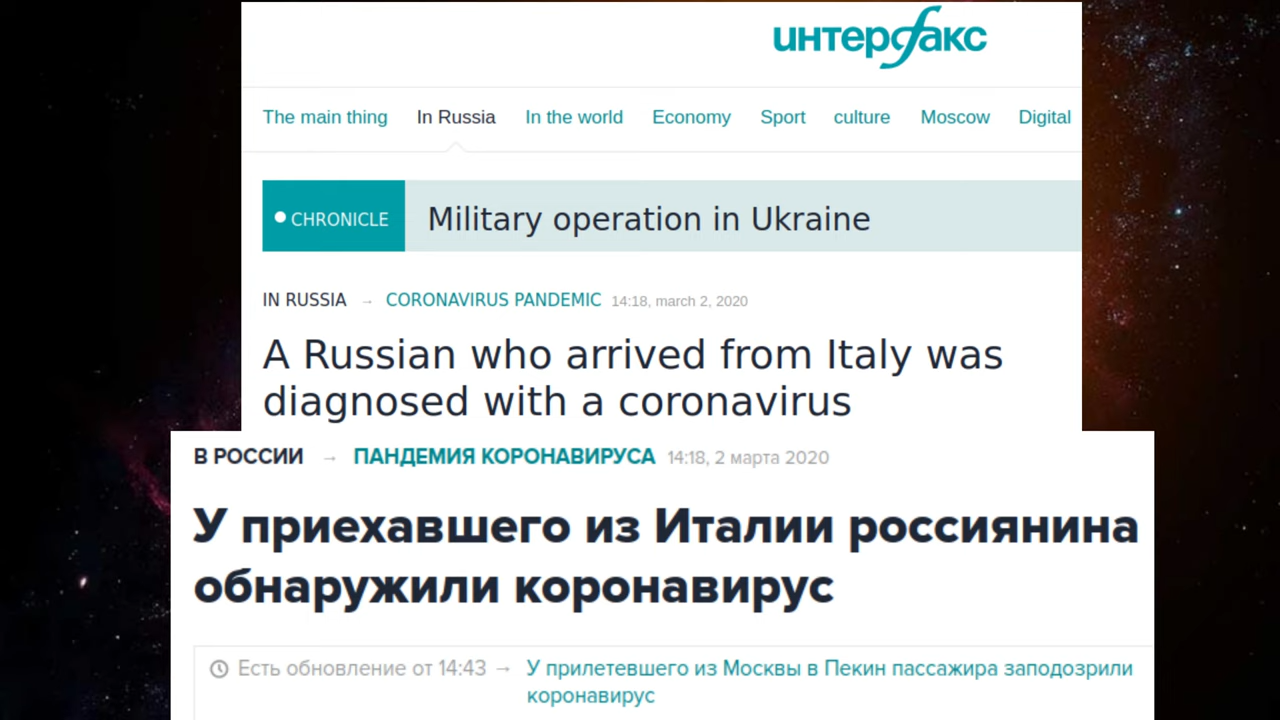 интерфакс
The main thing In Russia In the world Economy Sport culture Moscow Digital
CHRONICLE Military operation in Ukraine
IN RUSSIA → CORONAVIRUS PANDEMIC 14:18, march 2, 2020
A Russian who arrived from Italy was
diagnosed with a coronavirus
В РОССИИ → ПАНДЕМИЯ КОРОНАВИРУСА 14:18, 2 марта 2020
У приехавшего из Италии россиянина
обнаружили коронавирус
Есть обновление от 14:43 → У прилетевшего из Москвы в Пекин пассажира заподозрили
коронавирус